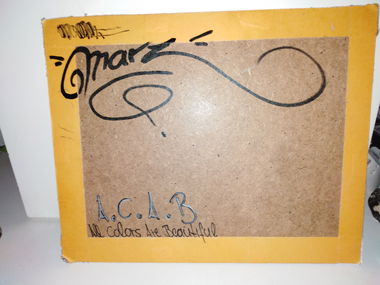 "marz"
A.C.A.B
All Colors Are Beautiful